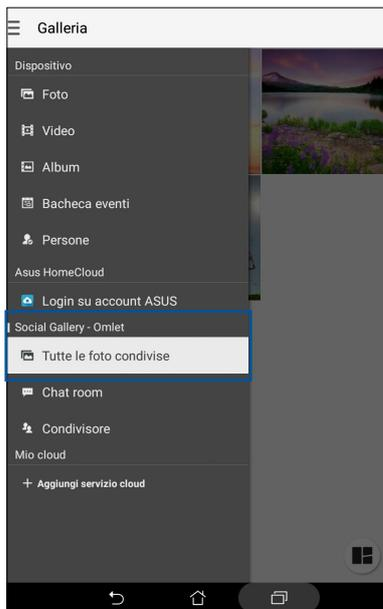 Galleria
Dispositivo
Foto
Video
Album
Bacheca eventi
Persone
Asus HomeCloud
Login su account ASUS
Social Gallery - Omlet
Tutte le foto condivise
Chat room
Condivisore
Mio cloud
+ Aggiungi servizio cloud